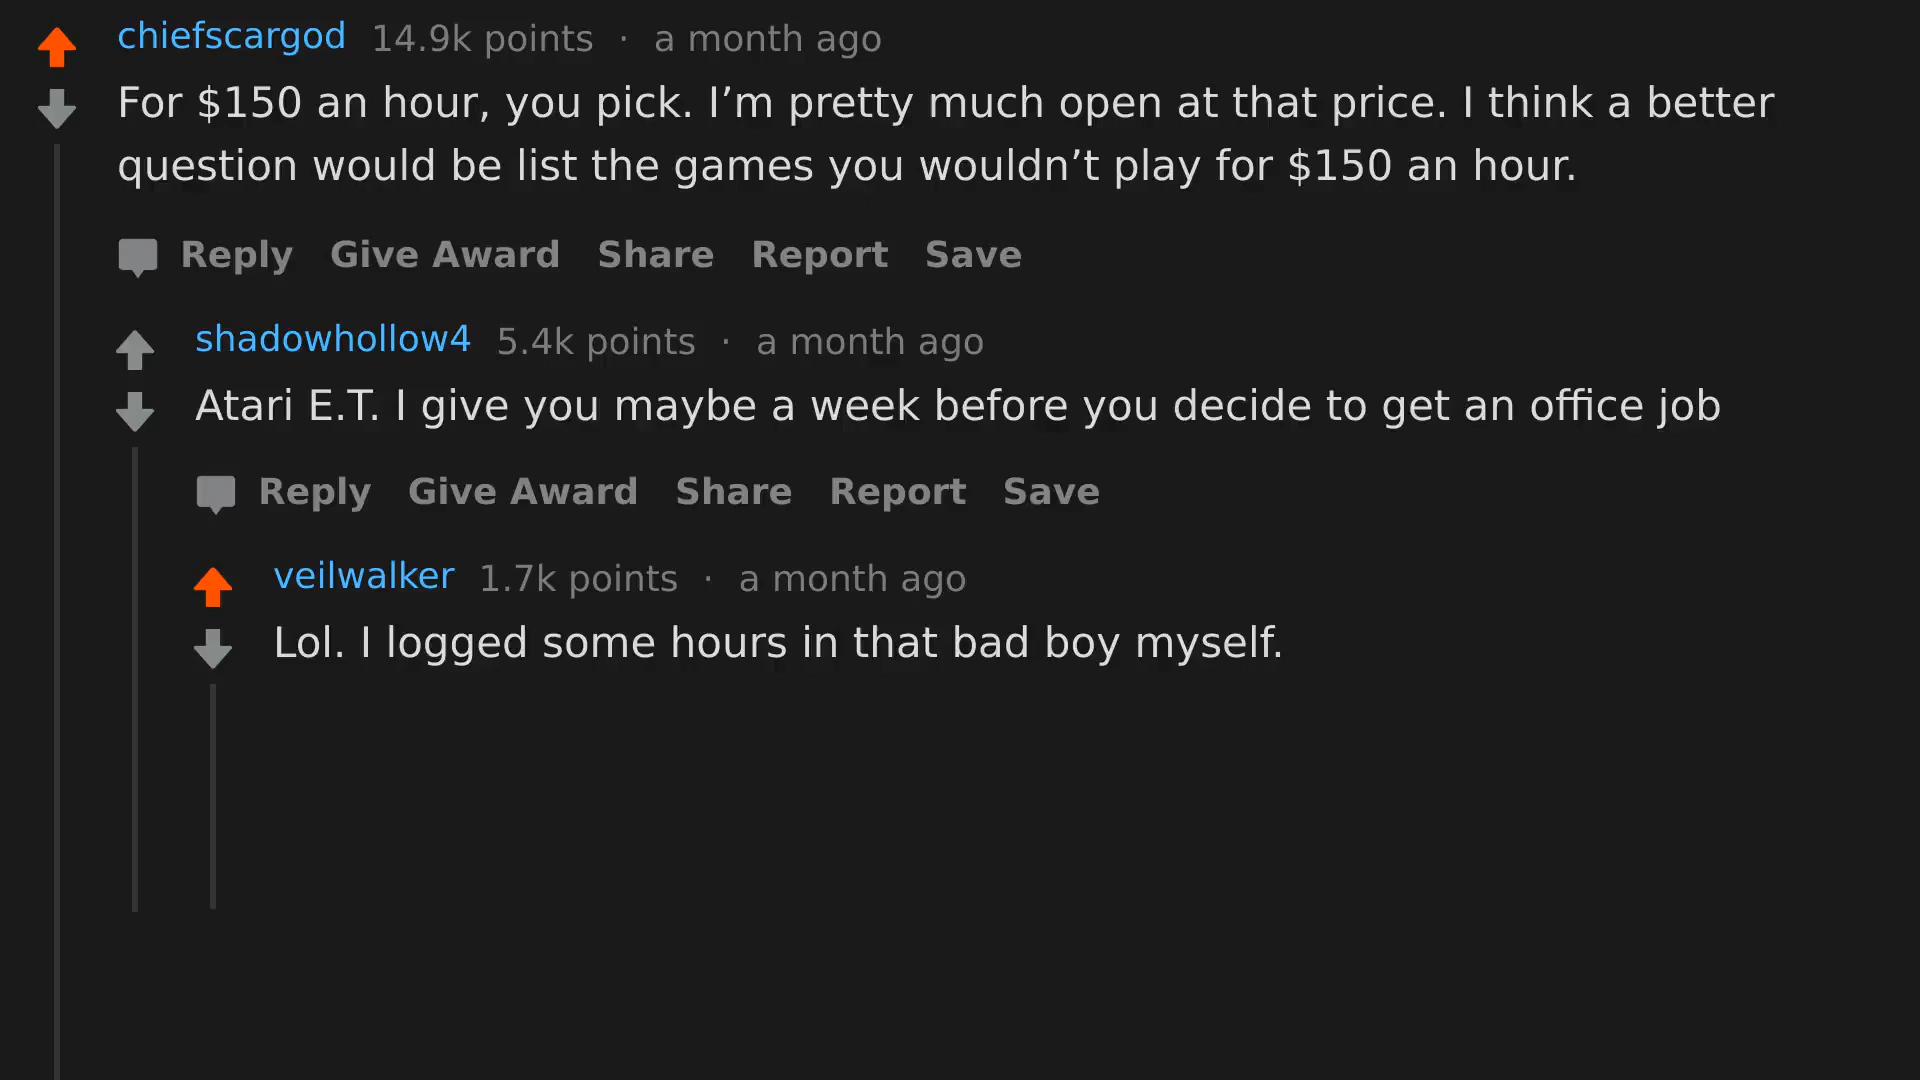 chiefscargod 14.9k points · a month ago
For $150 an hour, you pick. I’m pretty much open at that price. I think a better
question would be list the games you wouldn’t play for $150 an hour.
Reply Give Award Share Report Save
shadowhollow4 5.4k points · a month ago
Atari E.T. I give you maybe a week before you decide to get an office job
Reply Give Award Share Report Save
veilwalker 1.7k points · a month ago
Lol. I logged some hours in that bad boy myself.